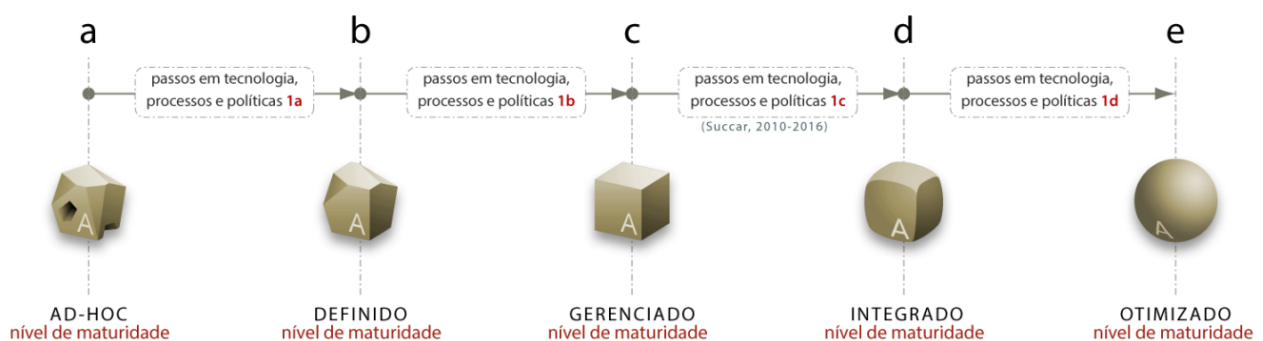 a
b
c
d
e
passos em tecnologia,
processos e políticas 1a
passos em tecnologia,
processos e políticas 1b
passos em tecnologia,
processos e políticas 1c
(Succar, 2010-2016)
passos em tecnologia,
processos e políticas 1d
A
A
A
A
A
AD-HOC
nível de maturidade
DEFINIDO
nível de maturidade
GERENCIADO
nível de maturidade
INTEGRADO
nível de maturidade
OTIMIZADO
nível de maturidade